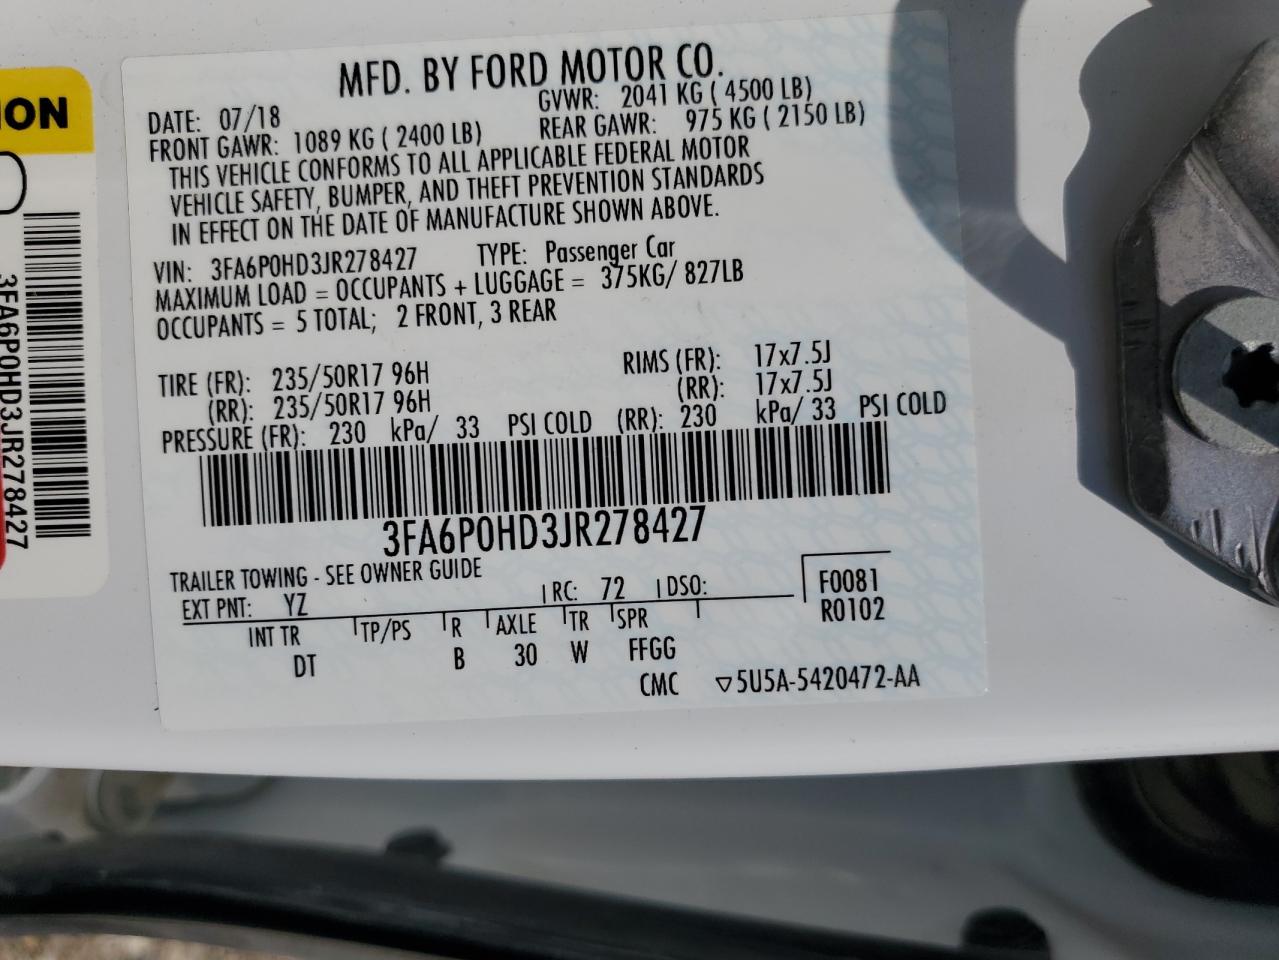 ION
3FA6P0HD3JR278427
MFD. BY FORD MOTOR CO.
DATE: 07/18 GVWR: 2041 KG ( 4500 LB)
FRONT GAWR: 1089 KG ( 2400 LB) REAR GAWR: 975 KG ( 2150 LB)
THIS VEHICLE CONFORMS TO ALL APPLICABLE FEDERAL MOTOR
VEHICLE SAFETY, BUMPER, AND THEFT PREVENTION STANDARDS
IN EFFECT ON THE DATE OF MANUFACTURE SHOWN ABOVE.
VIN: 3FA6P0HD3JR278427 TYPE: Passenger Car
MAXIMUM LOAD = OCCUPANTS + LUGGAGE = 375KG/ 827LB
OCCUPANTS = 5 TOTAL; 2 FRONT, 3 REAR
TIRE (FR): 235/50R17 96H RIMS (FR): 17x7.5J
(RR): 235/50R17 96H (RR): 17x7.5J
PRESSURE (FR): 230 kPa/ 33 PSI COLD (RR): 230 kPa/ 33 PSI COLD
3FA6P0HD3JR278427
TRAILER TOWING - SEE OWNER GUIDE
EXT PNT: YZ RC: 72 DSO: F0081
R0102
INT TR TP/PS R AXLE TR SPR
DT B 30 W FFGG
CMC ▽5U5A-5420472-AA